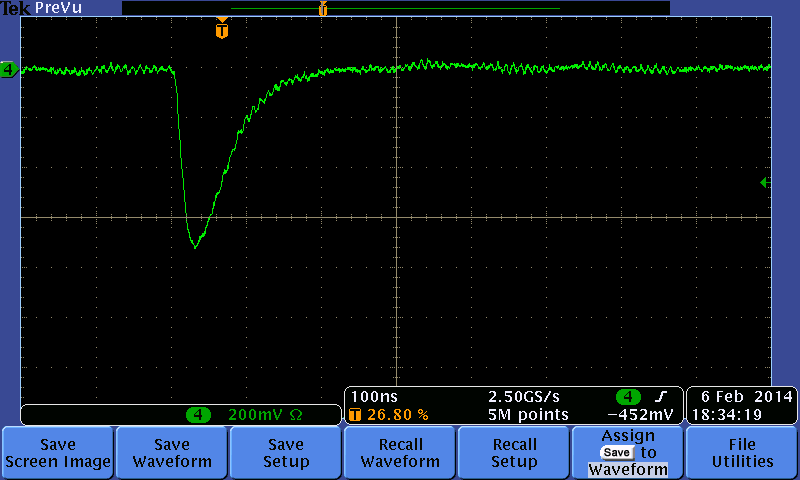 Tek PreVu
T
T
4
100ns 2.50GS/s 4 6 Feb 2014
4 200mV Ω T 26.80 % 5M points −452mV 18:34:19
Save Screen Image
Save Waveform
Save Setup
Recall Waveform
Recall Setup
Assign Save to Waveform
File Utilities